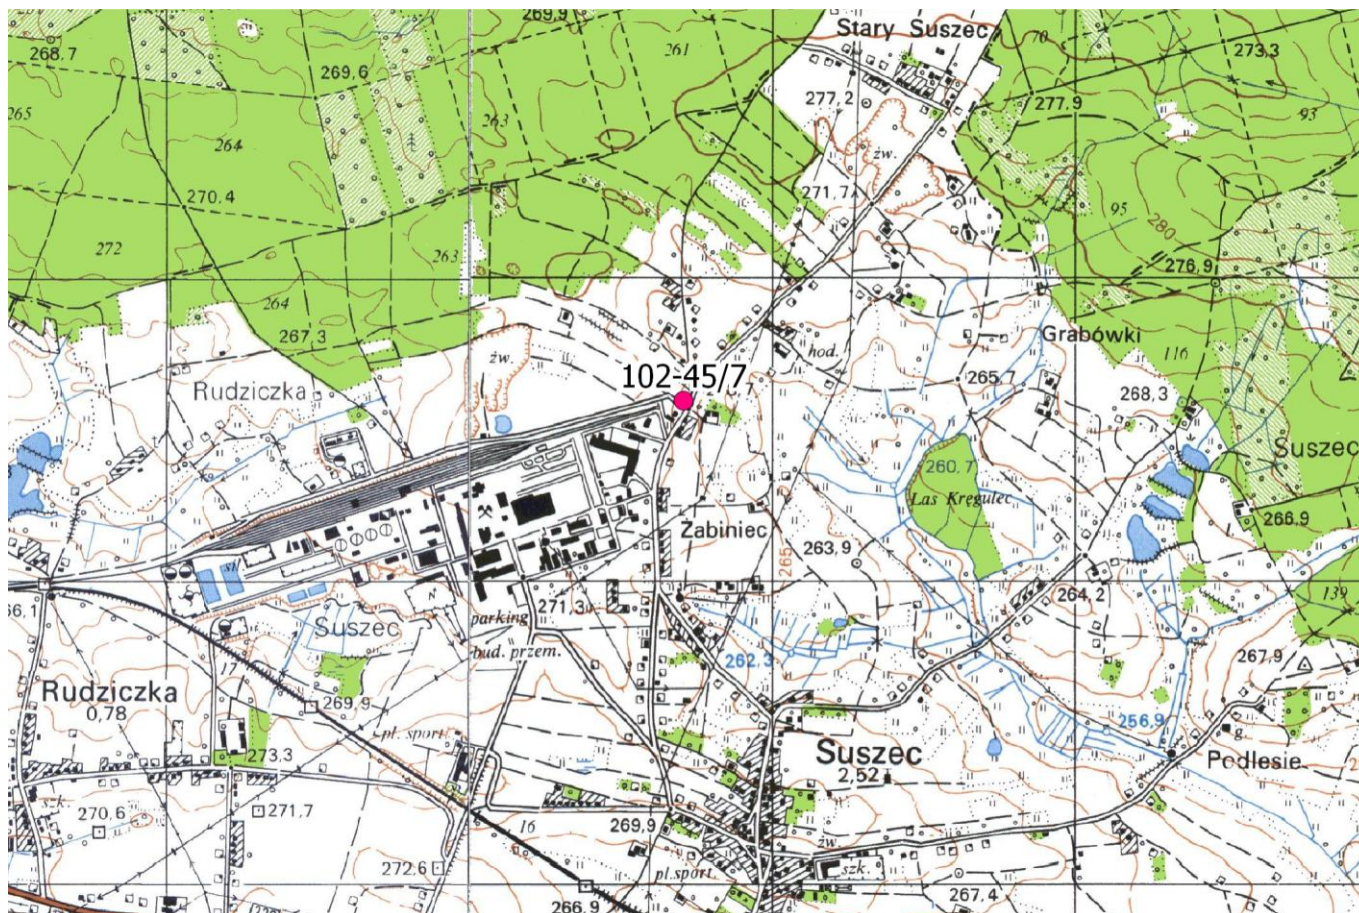 269,9
Stary Suszec
268,7
261
70
273,3
269,6
277,2
277,9
265
263
93
264
żw.
271,7
270,4
95
280
272
263
276,9
264
267,3
Grabówki
żw.
hod.
116
102-45/7
265,7
Rudziczka
268,3
Suszec
260,7
Las Kręgulec
266,9
Żabiniec
263,9
265
66,1
271,3
264,2
139
parking
Suszec
bud. przem.
262,3
267,9
17
Rudziczka
0,78
269,9
256,9
pl. sport.
273,3
Suszec
2,52
g.
Podlesie
szk.
270,6
271,7
16
269,9
żw.
272,6
pl. sport.
szk.
266,9
267,4